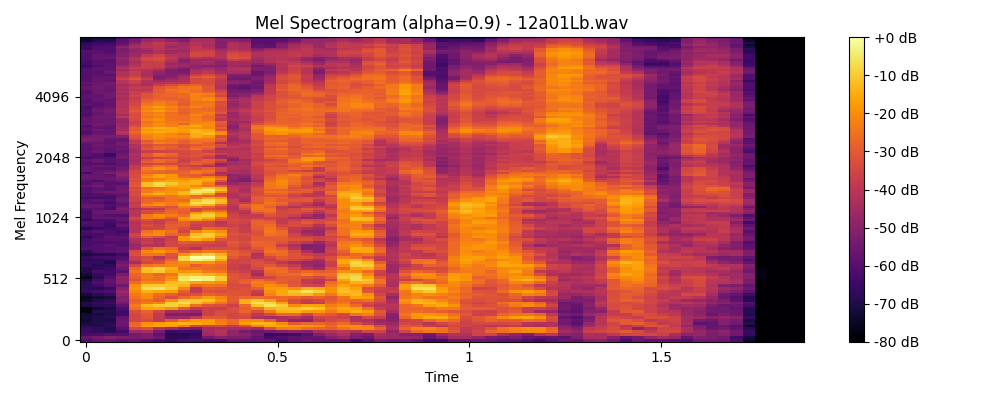 Mel Spectrogram (alpha=0.9) - 12a01Lb.wav
Mel Frequency
4096
2048
1024
512
0
0
0.5
1
1.5
Time
+0 dB
-10 dB
-20 dB
-30 dB
-40 dB
-50 dB
-60 dB
-70 dB
-80 dB